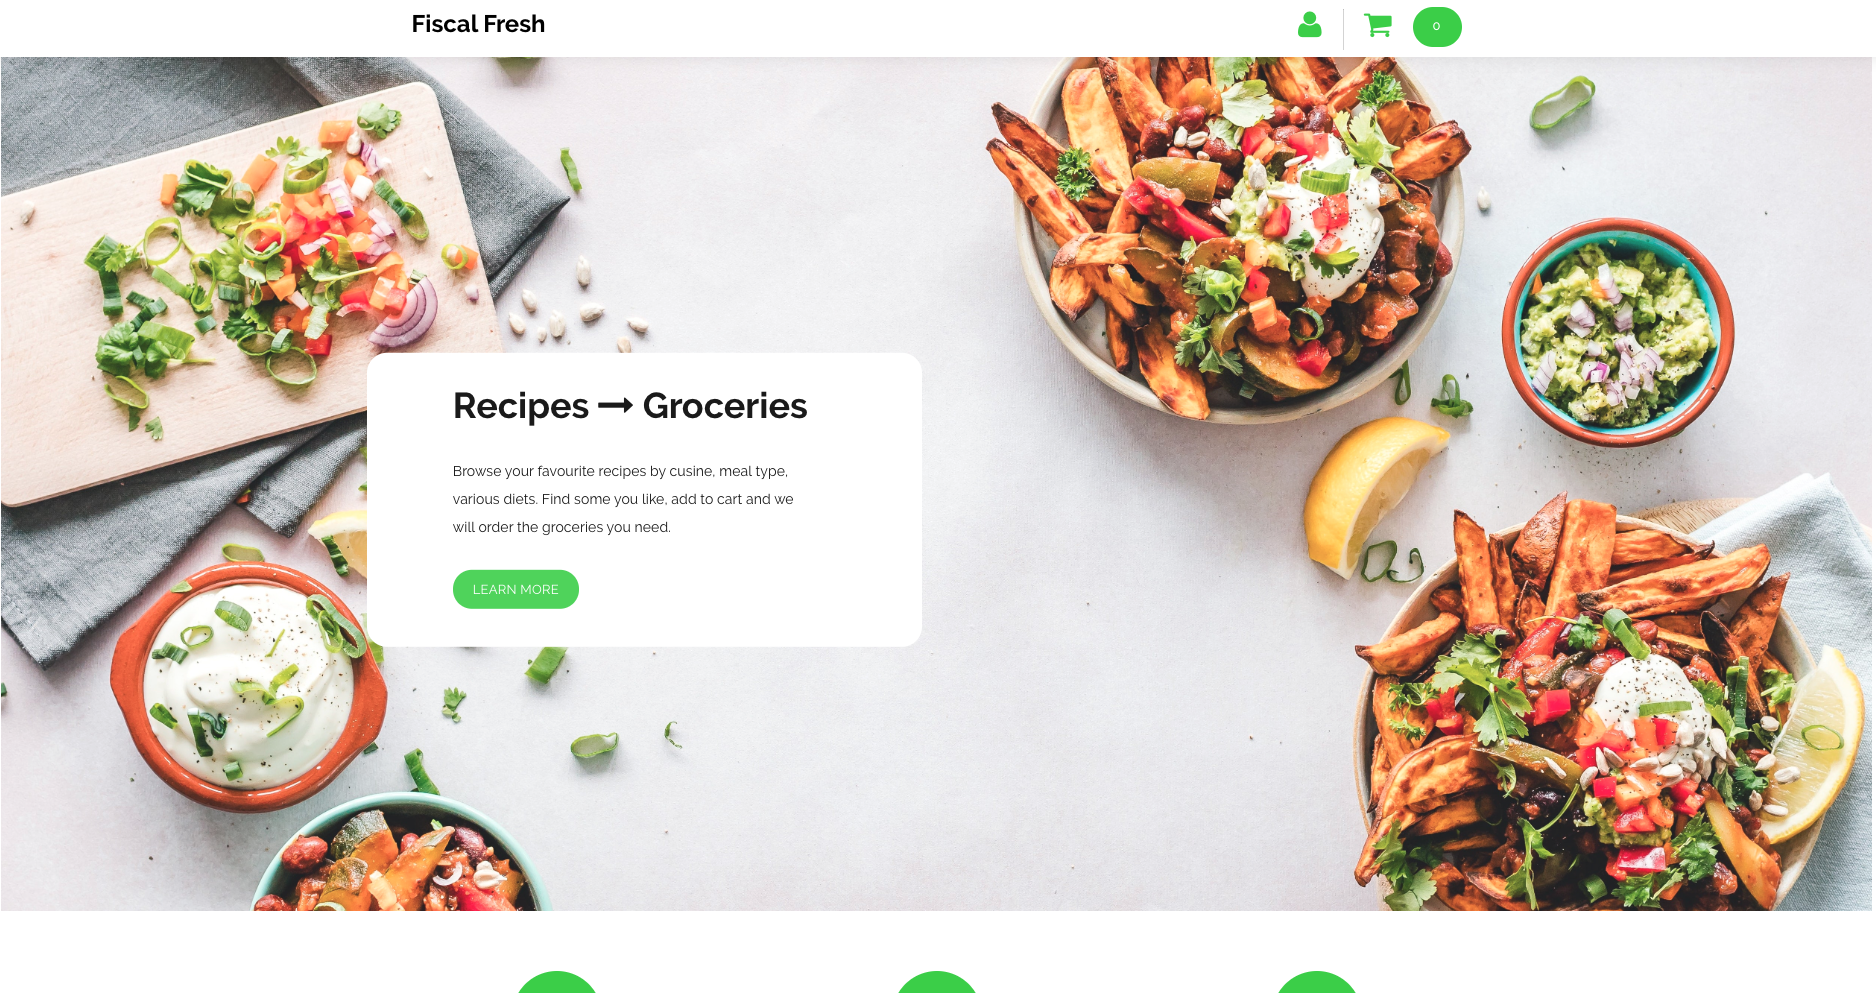 Fiscal Fresh
0
Recipes → Groceries
Browse your favourite recipes by cusine, meal type,
various diets. Find some you like, add to cart and we
will order the groceries you need.
LEARN MORE